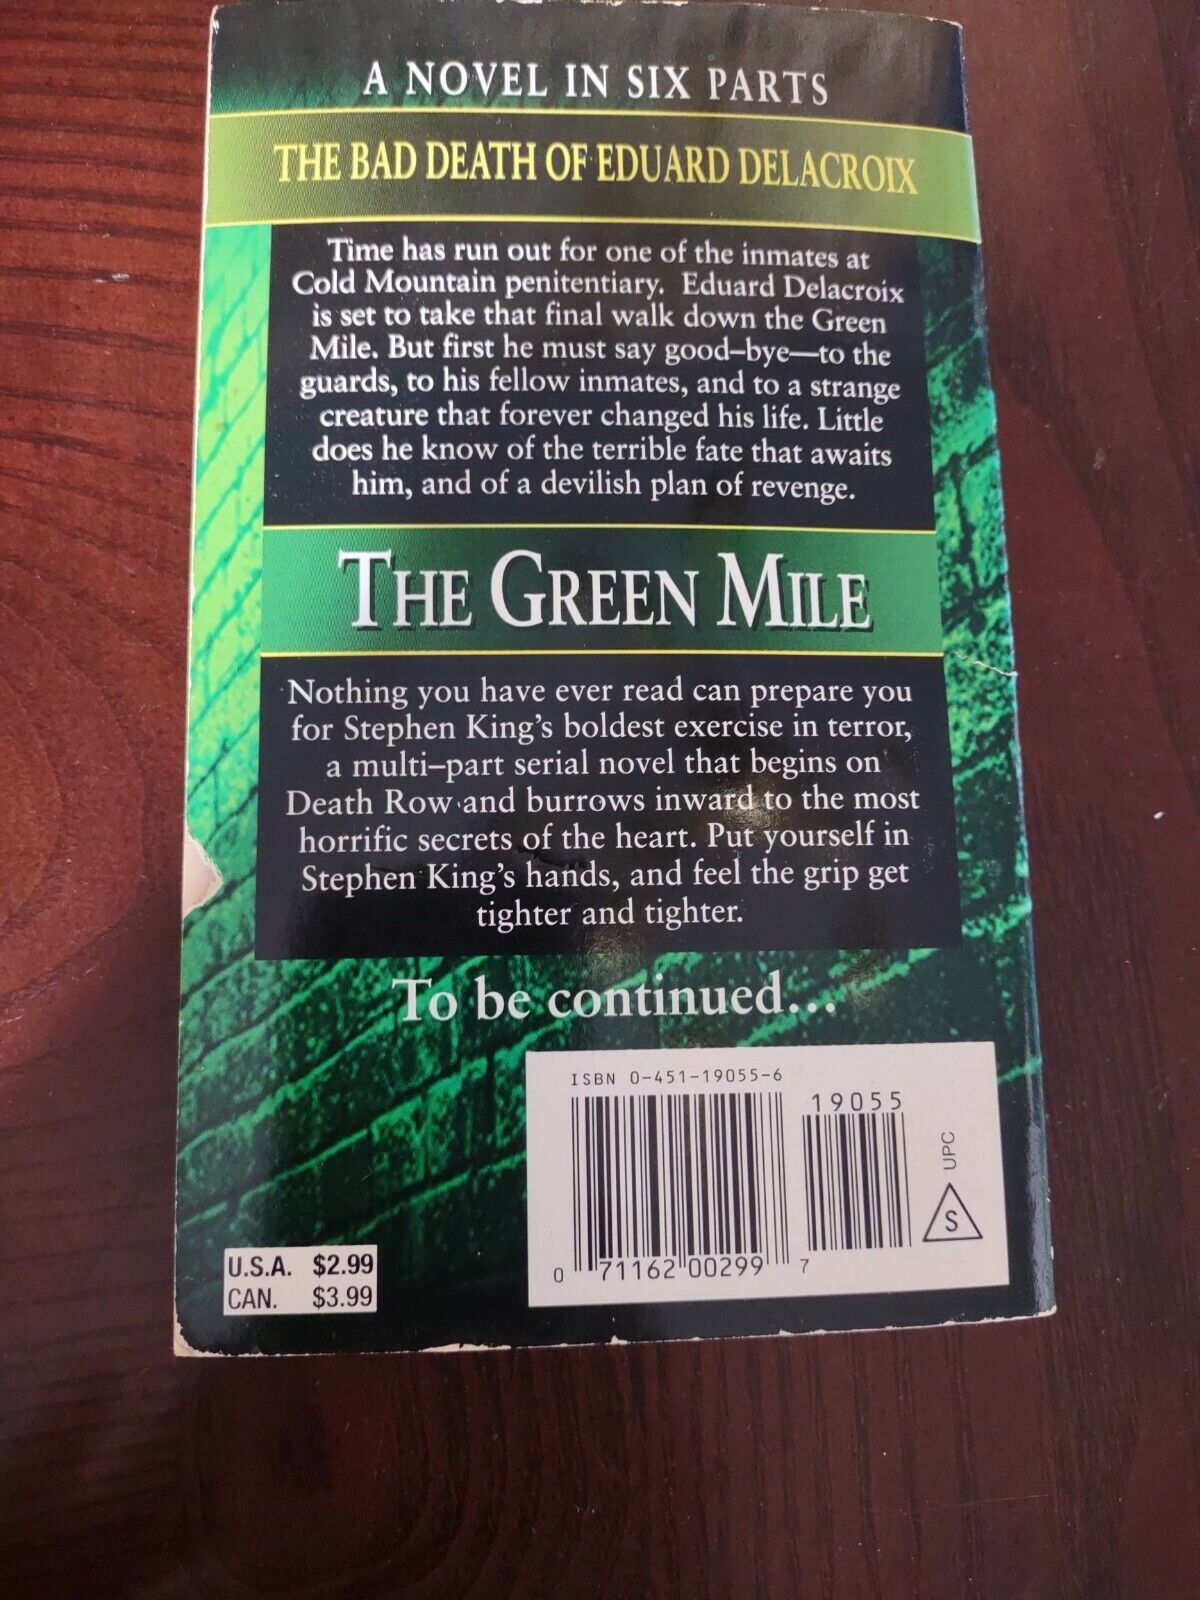 A NOVEL IN SIX PARTS
THE BAD DEATH OF EDUARD DELACROIX
Time has run out for one of the inmates at
Cold Mountain penitentiary. Eduard Delacroix
is set to take that final walk down the Green
Mile. But first he must say good–bye—to the
guards, to his fellow inmates, and to a strange
creature that forever changed his life. Little
does he know of the terrible fate that awaits
him, and of a devilish plan of revenge.
THE GREEN MILE
Nothing you have ever read can prepare you
for Stephen King's boldest exercise in terror,
a multi–part serial novel that begins on
Death Row and burrows inward to the most
horrific secrets of the heart. Put yourself in
Stephen King's hands, and feel the grip get
tighter and tighter.
To be continued...
ISBN 0-451-19055-6
19055
UPC
S
0 71162 00299 7
U.S.A. $2.99
CAN. $3.99